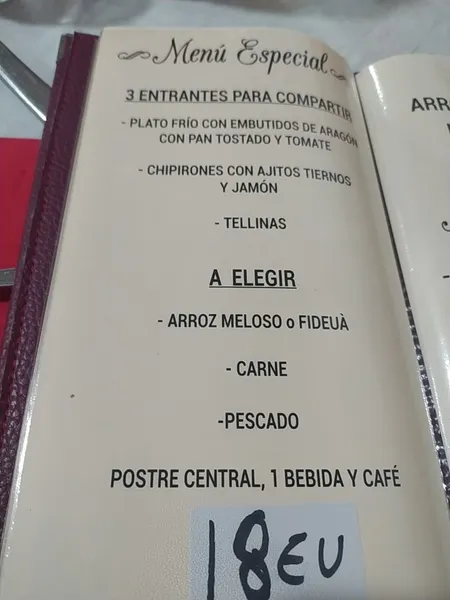 Menú Especial
3 ENTRANTES PARA COMPARTIR
- PLATO FRÍO CON EMBUTIDOS DE ARAGÓN
CON PAN TOSTADO Y TOMATE
- CHIPIRONES CON AJITOS TIERNOS
Y JAMÓN
- TELLINAS
A ELEGIR
- ARROZ MELOSO o FIDEUÀ
- CARNE
-PESCADO
POSTRE CENTRAL, 1 BEBIDA Y CAFÉ
18EU
ARR